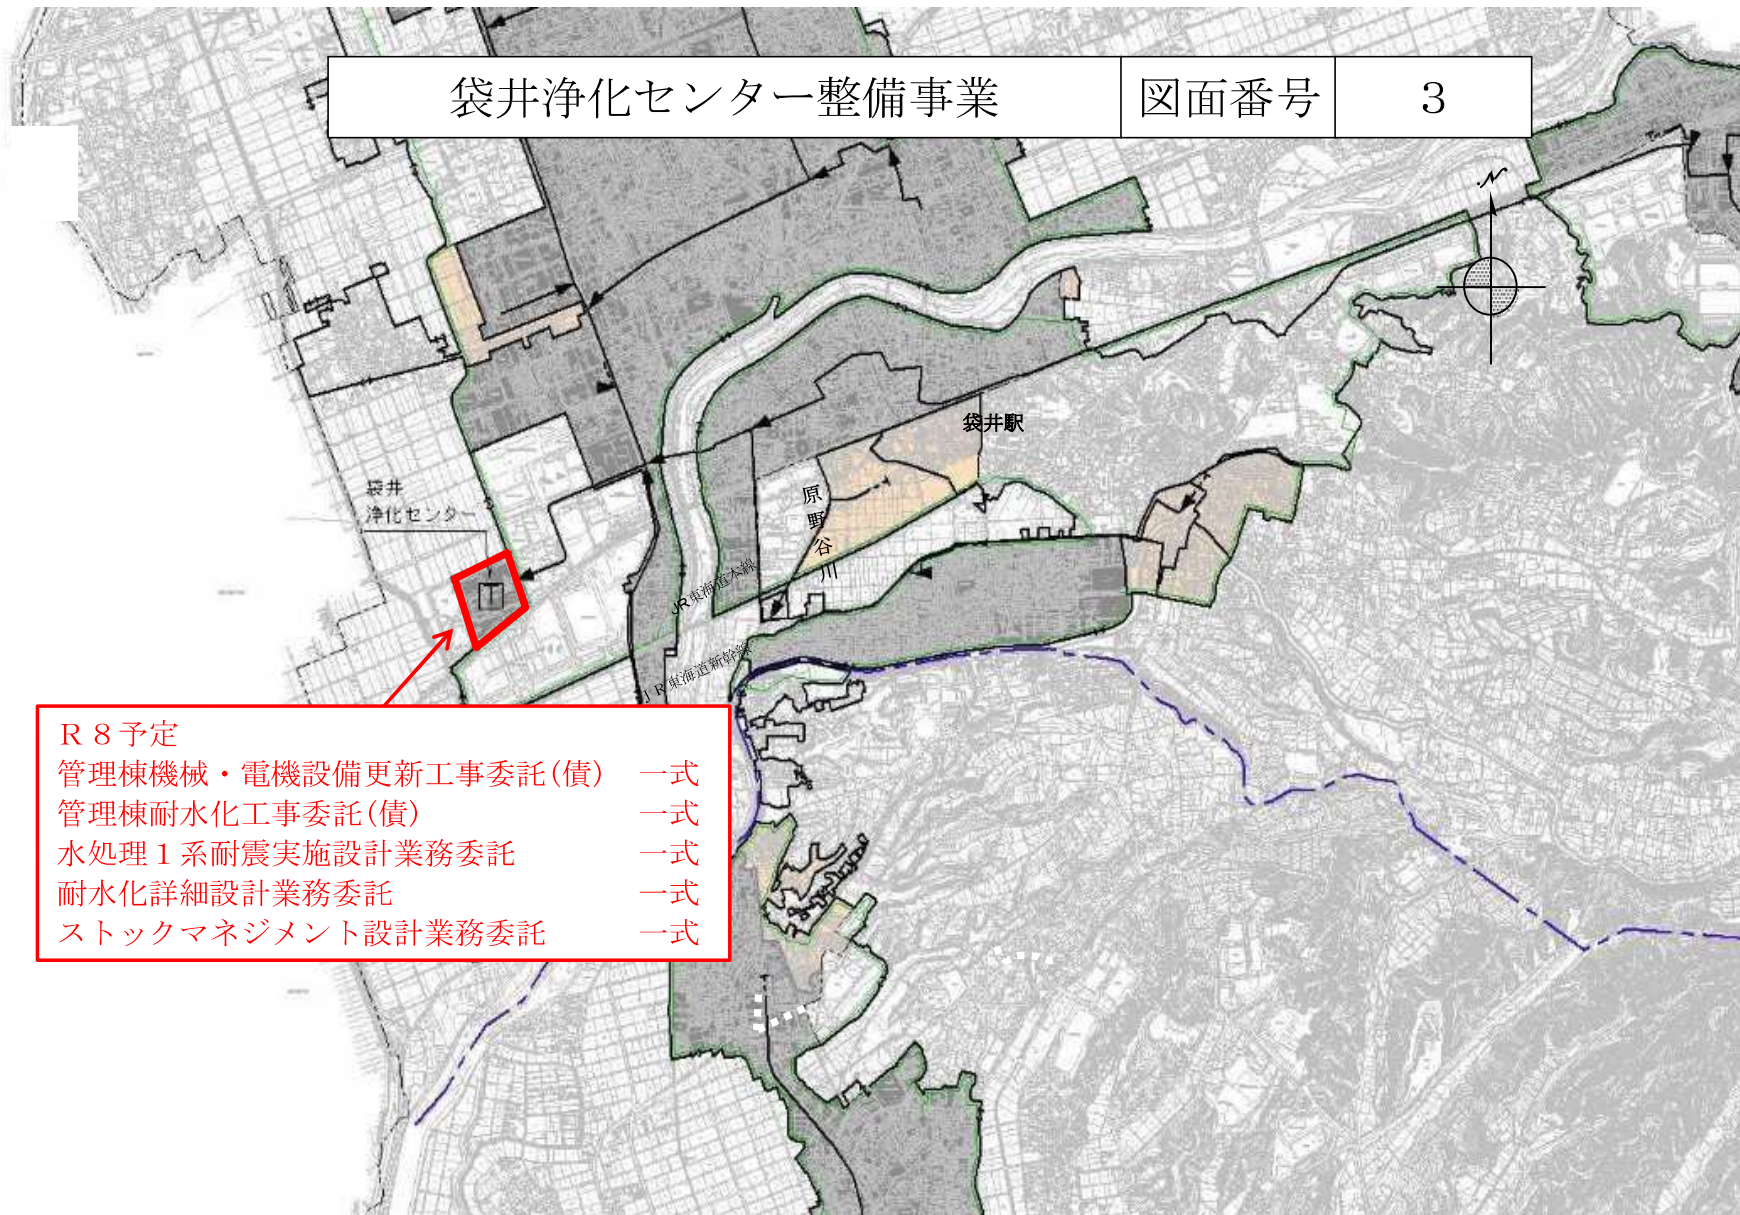 袋井浄化センター整備事業 図面番号 3
袋井駅
袋井
浄化センター
原野谷川
JR東海道本線
JR東海道新幹線
T
R8予定
管理棟機械・電機設備更新工事委託(債) 一式
管理棟耐水化工事委託(債) 一式
水処理1系耐震実施設計業務委託 一式
耐水化詳細設計業務委託 一式
ストックマネジメント設計業務委託 一式